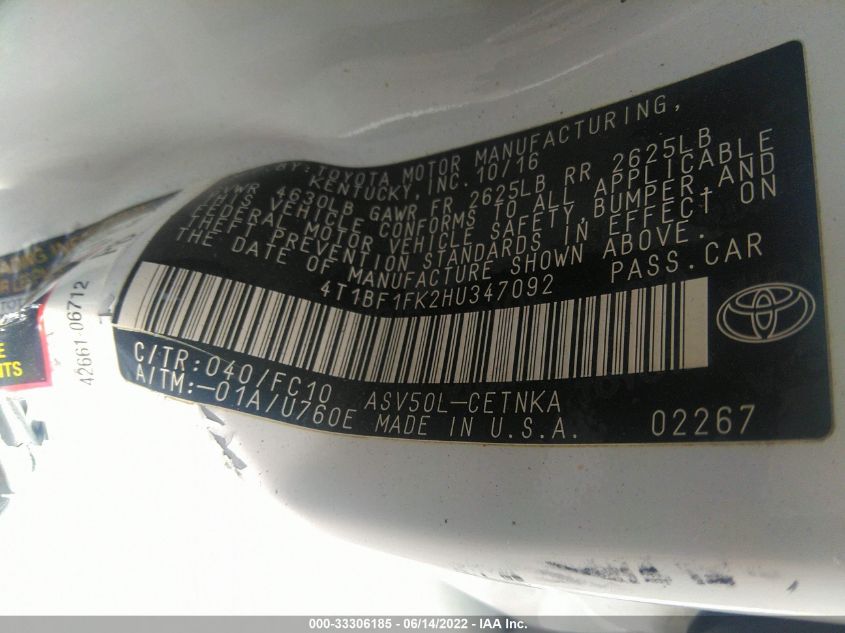 BY: TOYOTA MOTOR MANUFACTURING,
KENTUCKY, INC. 10/16
GVWR 4630LB GAWR FR 2625LB RR 2625LB
THIS VEHICLE CONFORMS TO ALL APPLICABLE
FEDERAL MOTOR VEHICLE SAFETY, BUMPER, AND
THEFT PREVENTION STANDARDS IN EFFECT ON
THE DATE OF MANUFACTURE SHOWN ABOVE.
4T1BF1FK2HU347092 PASS.CAR
C/TR:040/FC10 ASV50L-CETNKA
A/TM:-01A/U760E MADE IN U.S.A. 02267
42661-06712
000-33306185 - 06/14/2022 - IAA Inc.